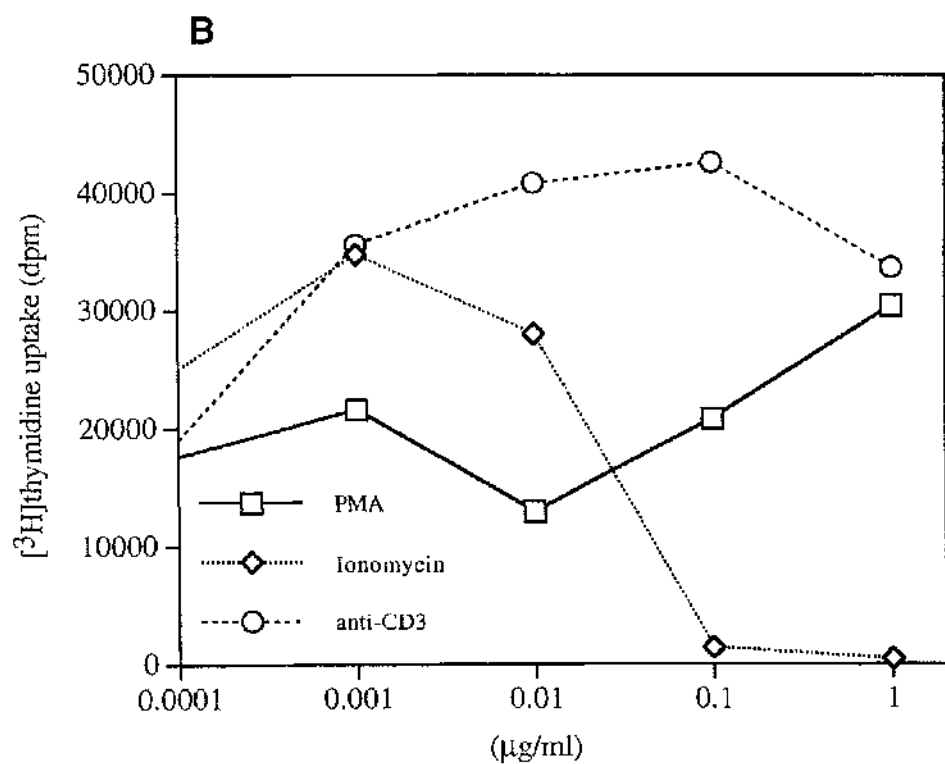 B
50000
40000
30000
20000
10000
0
[³H]thymidine uptake (dpm)
PMA
Ionomycin
anti-CD3
0.0001 0.001 0.01 0.1 1
(µg/ml)